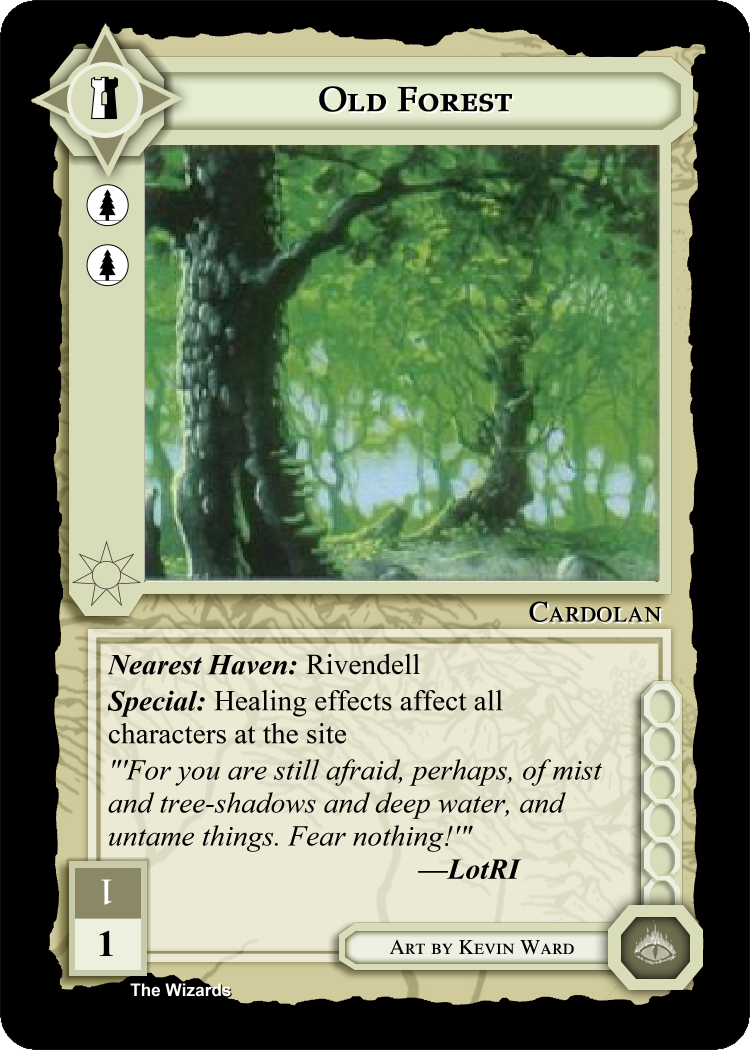 OLD FOREST
CARDOLAN
Nearest Haven: Rivendell
Special: Healing effects affect all
characters at the site
"'For you are still afraid, perhaps, of mist
and tree-shadows and deep water, and
untame things. Fear nothing!'"
—LotRI
1
1
ART BY KEVIN WARD
The Wizards